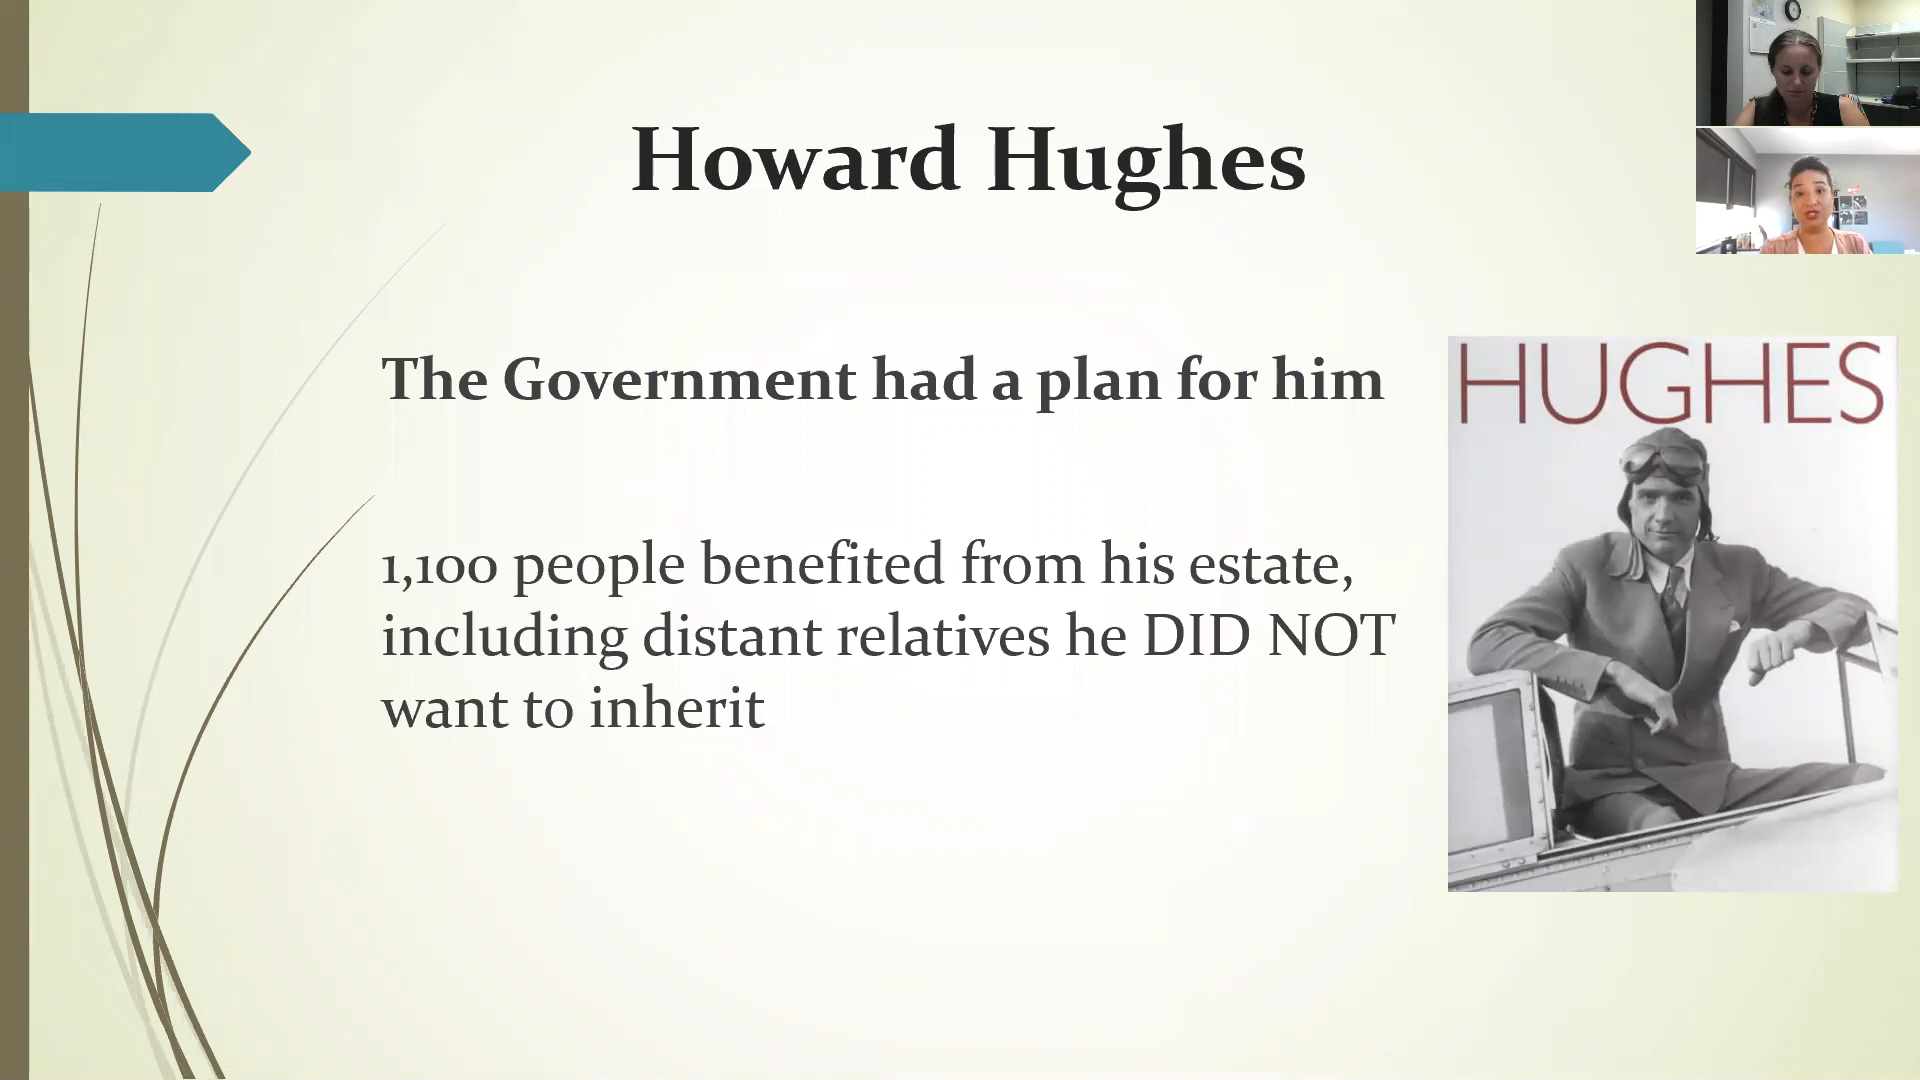 Howard Hughes
The Government had a plan for him
1,100 people benefited from his estate,
including distant relatives he DID NOT
want to inherit
HUGHES